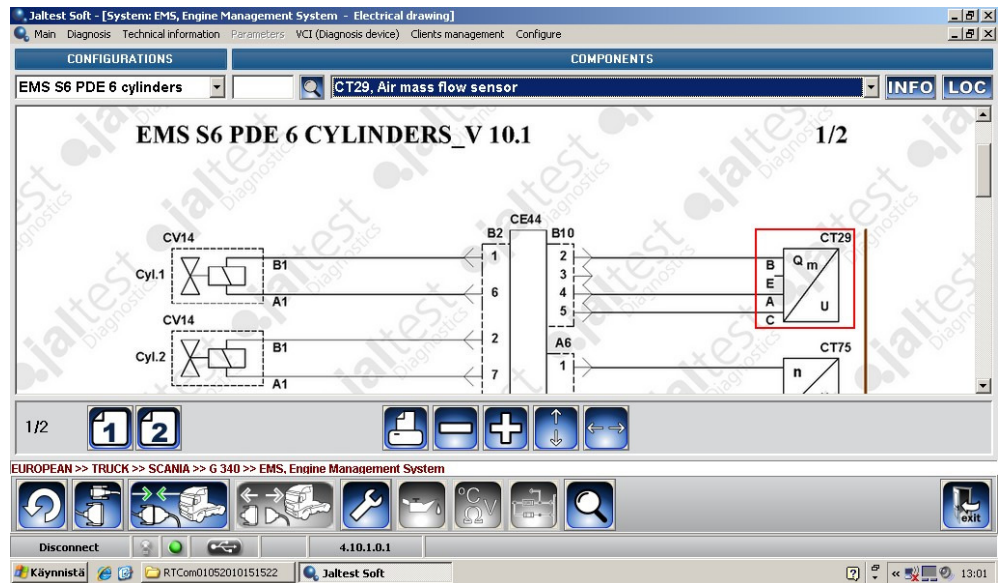 Jaltest Soft - [System: EMS, Engine Management System - Electrical drawing]
Main Diagnosis Technical information Parameters VCI (Diagnosis device) Clients management Configure
CONFIGURATIONS COMPONENTS
EMS S6 PDE 6 cylinders CT29, Air mass flow sensor INFO LOC
EMS S6 PDE 6 CYLINDERS_V 10.1 1/2
CE44
CV14 B2 B10 CT29
Cyl.1 B1 1 2 B Q m
3 E
A1 6 4 A U
5 C
CV14
Cyl.2 B1 2 A6 CT75
A1 7 1 n
jaltest Diagnostics
1/2 1 2
EUROPEAN >> TRUCK >> SCANIA >> G 340 >> EMS, Engine Management System
°C V Ω
exit
Disconnect 4.10.1.0.1
Käynnistä RTCom01052010151522 Jaltest Soft 13:01